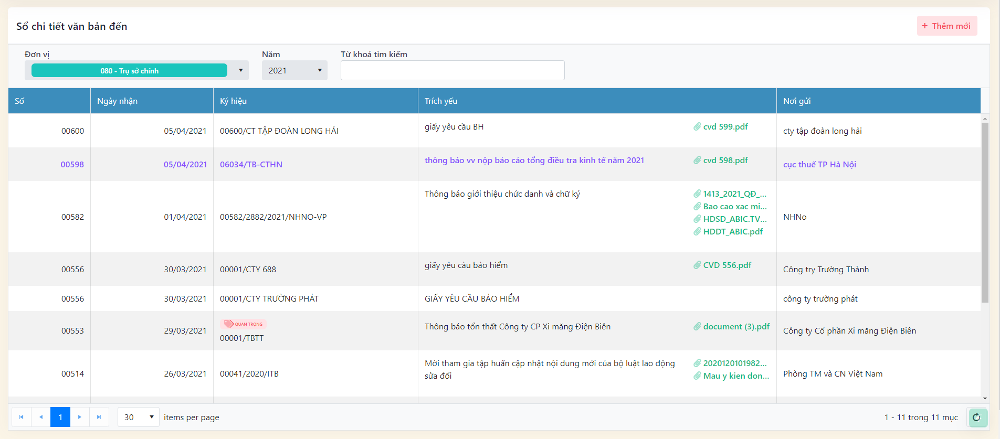 Sổ chi tiết văn bản đến
+ Thêm mới
Đơn vị
Năm
Từ khoá tìm kiếm
080 - Trụ sở chính
2021
Số
Ngày nhận
Ký hiệu
Trích yếu
Nơi gửi
00600
05/04/2021
00600/CT TẬP ĐOÀN LONG HẢI
giấy yêu cầu BH
cvd 599.pdf
cty tập đoàn long hải
00598
05/04/2021
06034/TB-CTHN
thông báo vv nộp báo cáo tổng điều tra kinh tế năm 2021
cvd 598.pdf
cục thuế TP Hà Nội
00582
01/04/2021
00582/2882/2021/NHNO-VP
Thông báo giới thiệu chức danh và chữ ký
1413_2021_QĐ_...
Bao cao xac mi...
HDSD_ABIC.TV...
HDDT_ABIC.pdf
NHNo
00556
30/03/2021
00001/CTY 688
giấy yêu càu bảo hiểm
CVD 556.pdf
Công try Trường Thành
00556
30/03/2021
00001/CTY TRƯỜNG PHÁT
GIẤY YÊU CẦU BẢO HIỂM
công ty trường phát
00553
29/03/2021
QUAN TRỌNG
00001/TBTT
Thông báo tổn thất Công ty CP Xi măng Điện Biên
document (3).pdf
Công ty Cổ phần Xi măng Điện Biên
00514
26/03/2021
00041/2020/ITB
Mời tham gia tập huấn cập nhật nội dung mới của bộ luật lao động
sửa đổi
2020120101982...
Mau y kien don...
Phòng TM và CN Việt Nam
1
30
items per page
1 - 11 trong 11 mục